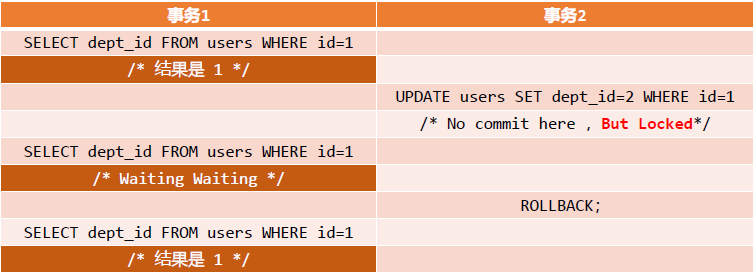 事务1 事务2
SELECT dept_id FROM users WHERE id=1
/* 结果是 1 */
UPDATE users SET dept_id=2 WHERE id=1
/* No commit here , But Locked*/
SELECT dept_id FROM users WHERE id=1
/* Waiting Waiting */
ROLLBACK;
SELECT dept_id FROM users WHERE id=1
/* 结果是 1 */